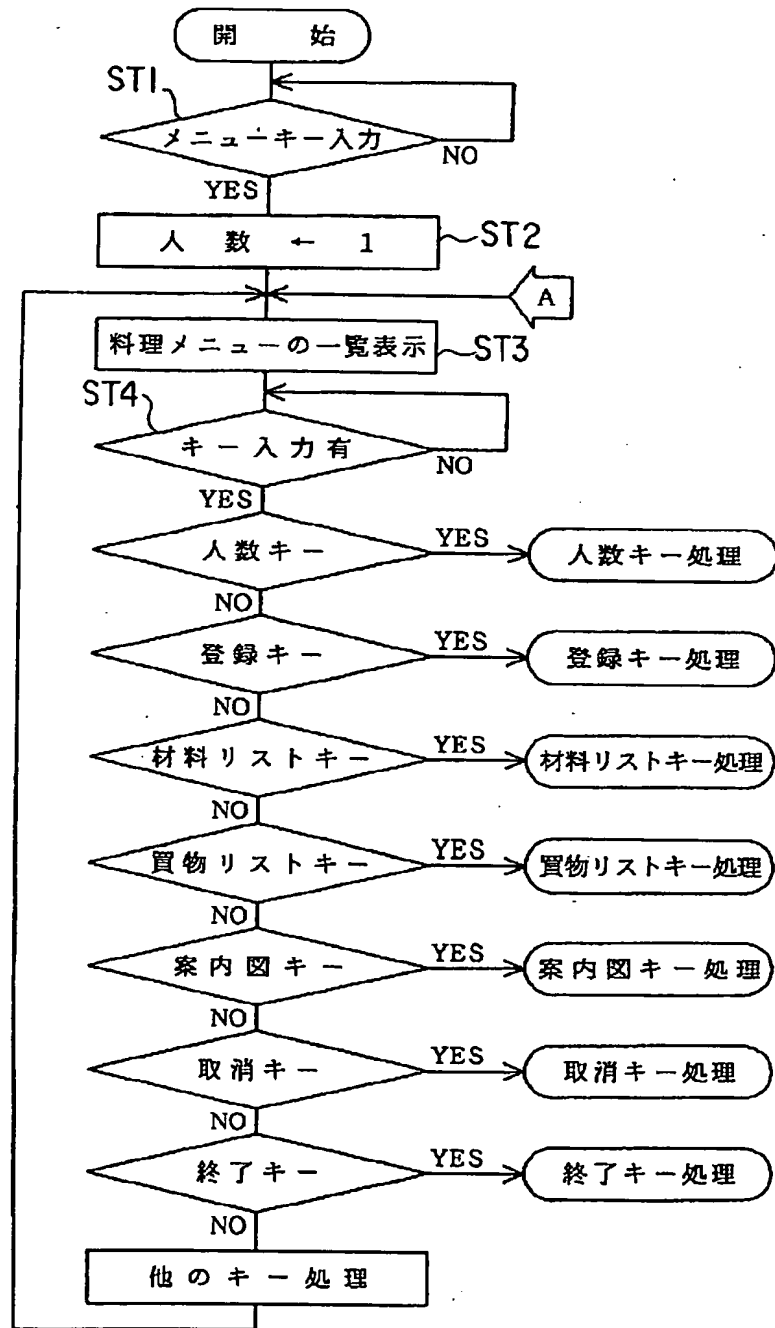 開 始
ST1
メニューキー入力
NO
YES
人 数 ← 1
ST2
A
料理メニューの一覧表示
ST3
ST4
キー入力有
NO
YES
人数キー
YES
人数キー処理
NO
登録キー
YES
登録キー処理
NO
材料リストキー
YES
材料リストキー処理
NO
買物リストキー
YES
買物リストキー処理
NO
案内図キー
YES
案内図キー処理
NO
取消キー
YES
取消キー処理
NO
終了キー
YES
終了キー処理
NO
他のキー処理